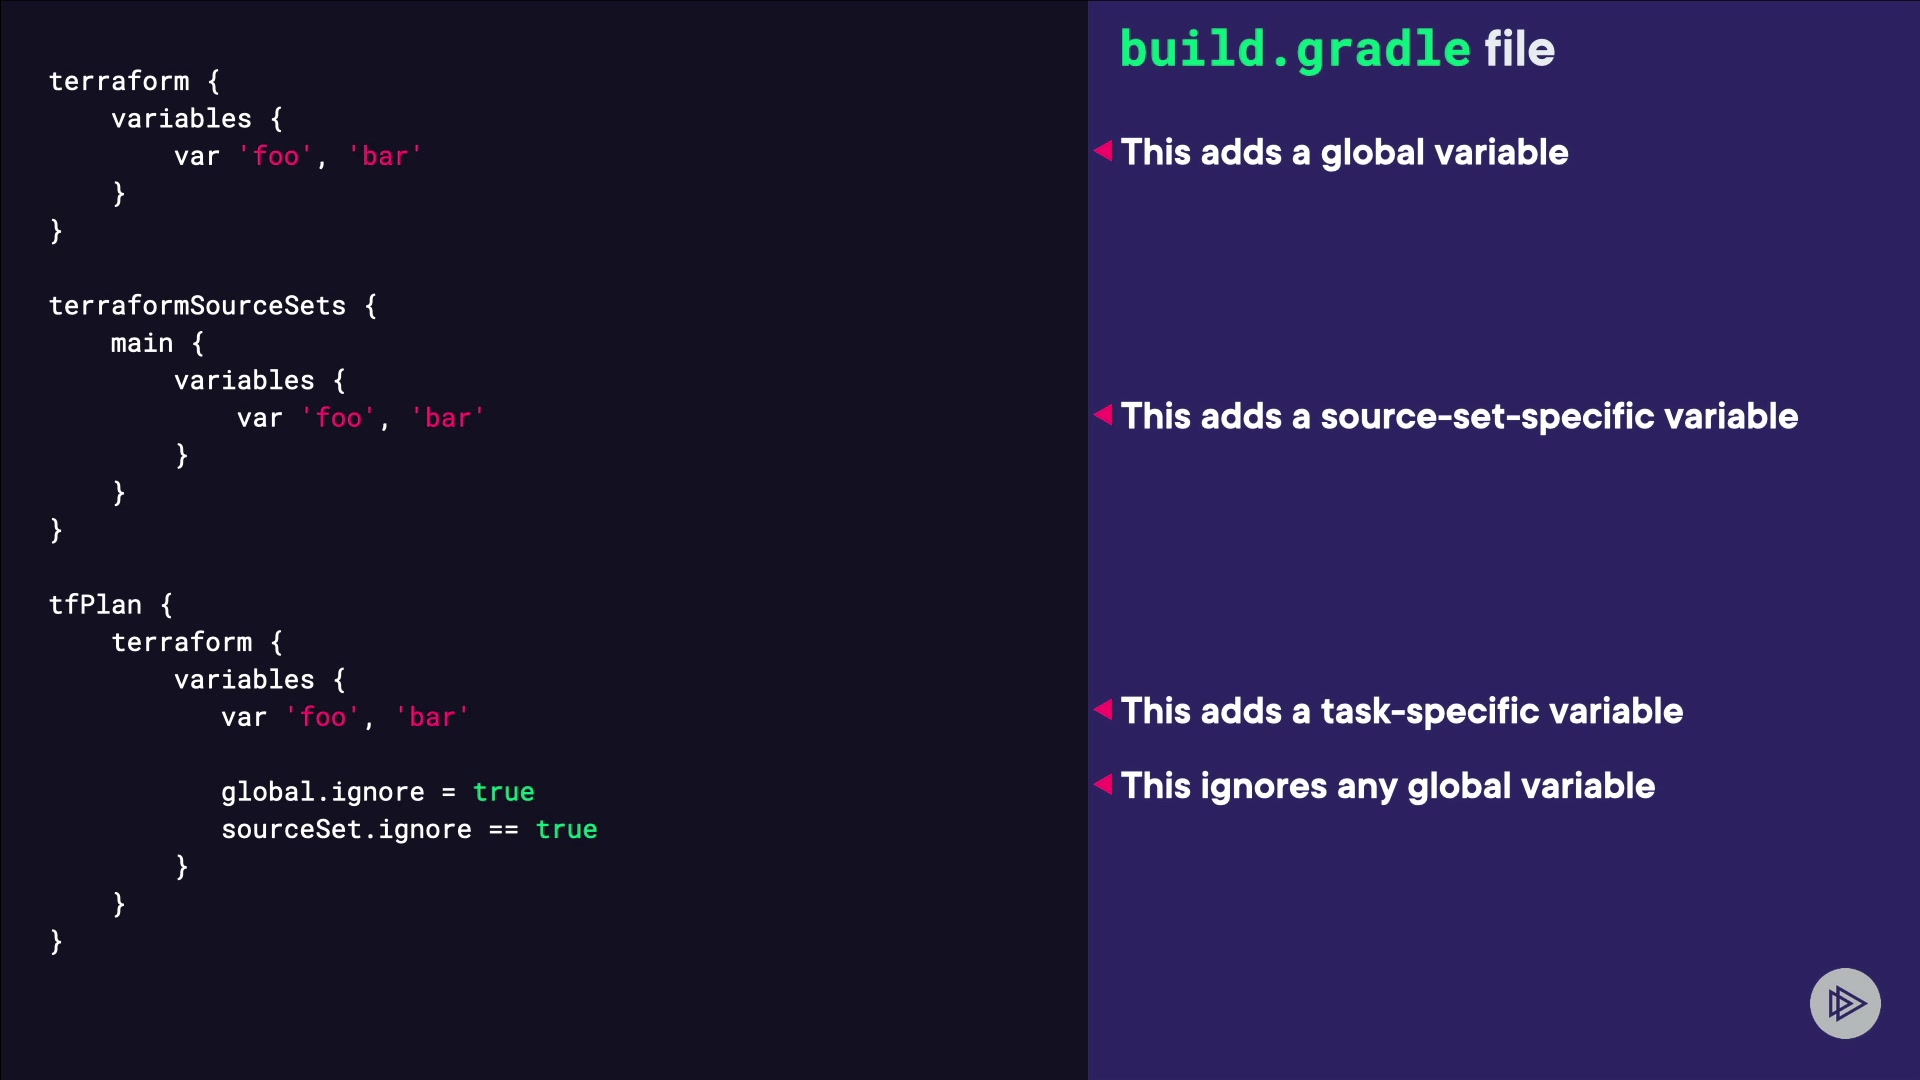 terraform {
    variables {
        var 'foo', 'bar'
    }
}

terraformSourceSets {
    main {
        variables {
            var 'foo', 'bar'
        }
    }
}

tfPlan {
    terraform {
        variables {
           var 'foo', 'bar'

           global.ignore = true
           sourceSet.ignore == true
        }
    }
}
build.gradle file
This adds a global variable
This adds a source-set-specific variable
This adds a task-specific variable
This ignores any global variable